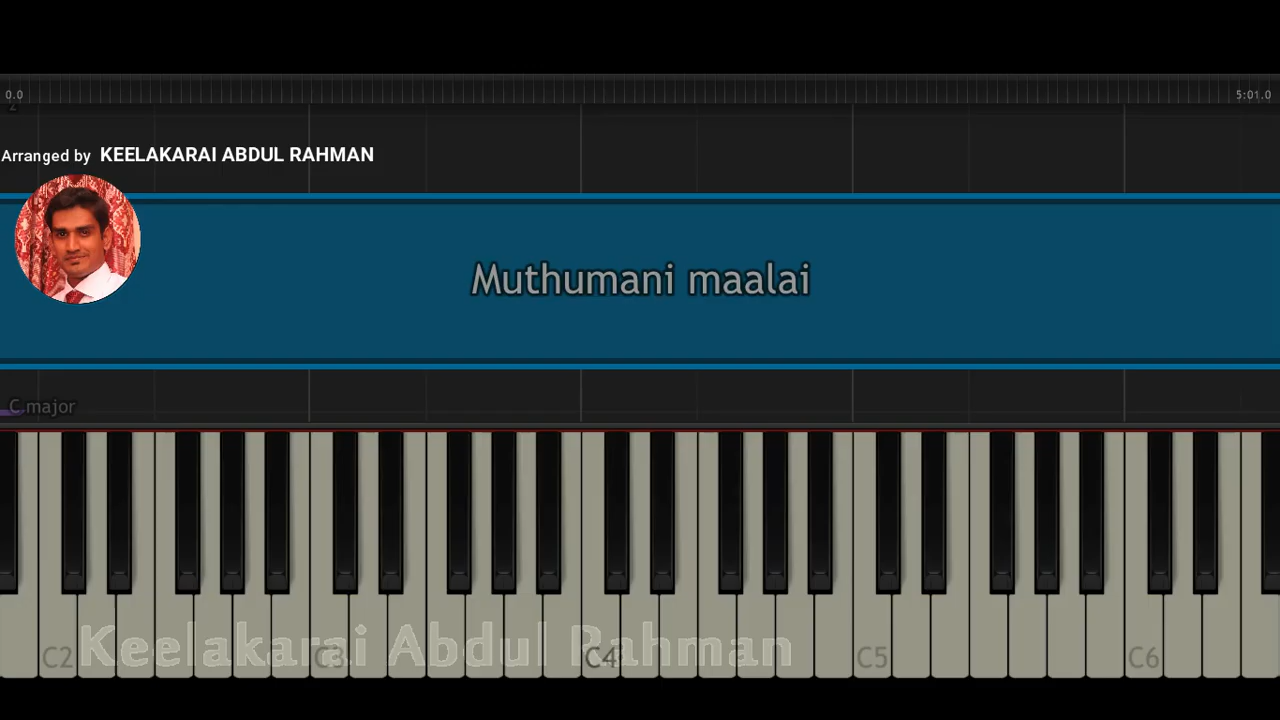 0.0 5:01.0
2
Arranged by KEELAKARAI ABDUL RAHMAN
Muthumani maalai
C major
Keelakarai Abdul Rahman
C2 C3 C4 C5 C6